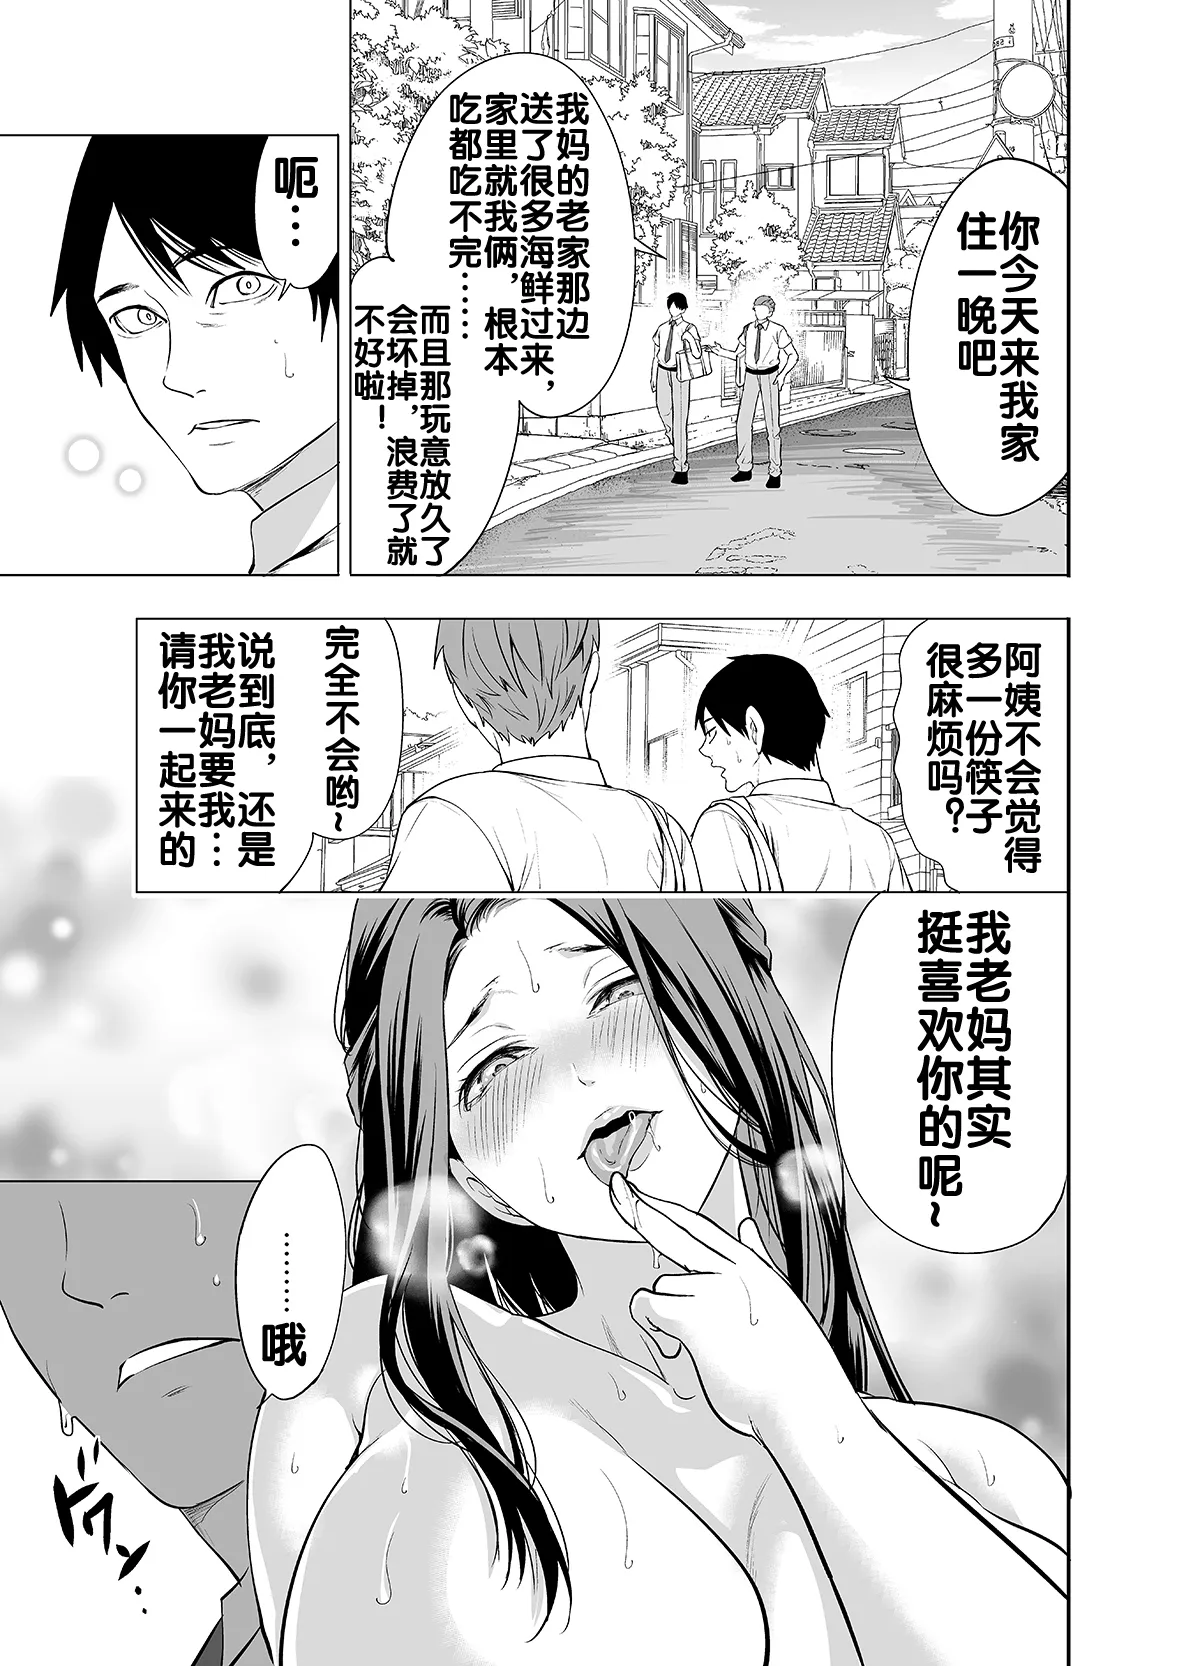 你今天来我家
住一晚吧
我妈的老家那边
送了很多海鲜过来，
家里就我俩，根本
吃都吃不完……
而且那玩意放久了
会坏掉，浪费了就
不好啦！
呃…
阿姨不会觉得
多一份筷子
很麻烦吗？
完全不会哟~
说到底，还是
我老妈要我…
请你一起来的
我老妈其实
挺喜欢你的呢~
………哦
ドクン…